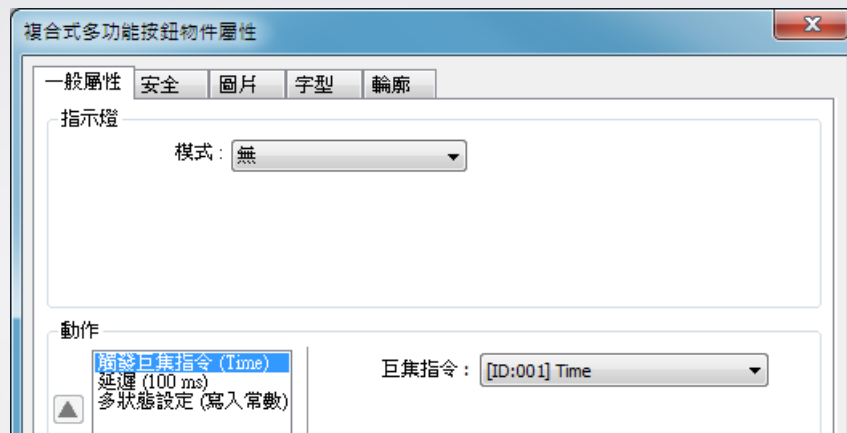 複合式多功能按鈕物件屬性
一般屬性 安全 圖片 字型 輪廓
指示燈
模式 : 無
動作
觸發巨集指令 (Time)
延遲 (100 ms)
多狀態設定 (寫入常數)
巨集指令 : [ID:001] Time